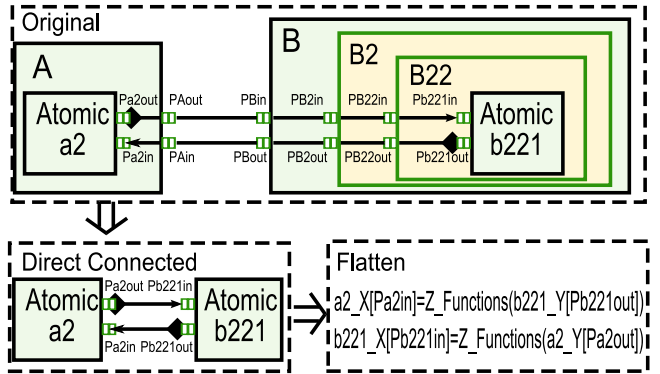 Original
A
B
B2
B22
Pa2out
PAout
PBin
PB2in
PB22in
Pb221in
Atomic
a2
Atomic
b221
Pa2in
PAin
PBout
PB2out
PB22out
Pb221out
Direct Connected
Pa2out
Pb221in
Atomic
a2
Atomic
b221
Pa2in
Pb221out
Flatten
a2_X[Pa2in]=Z_Functions(b221_Y[Pb221out])
b221_X[Pb221in]=Z_Functions(a2_Y[Pa2out])